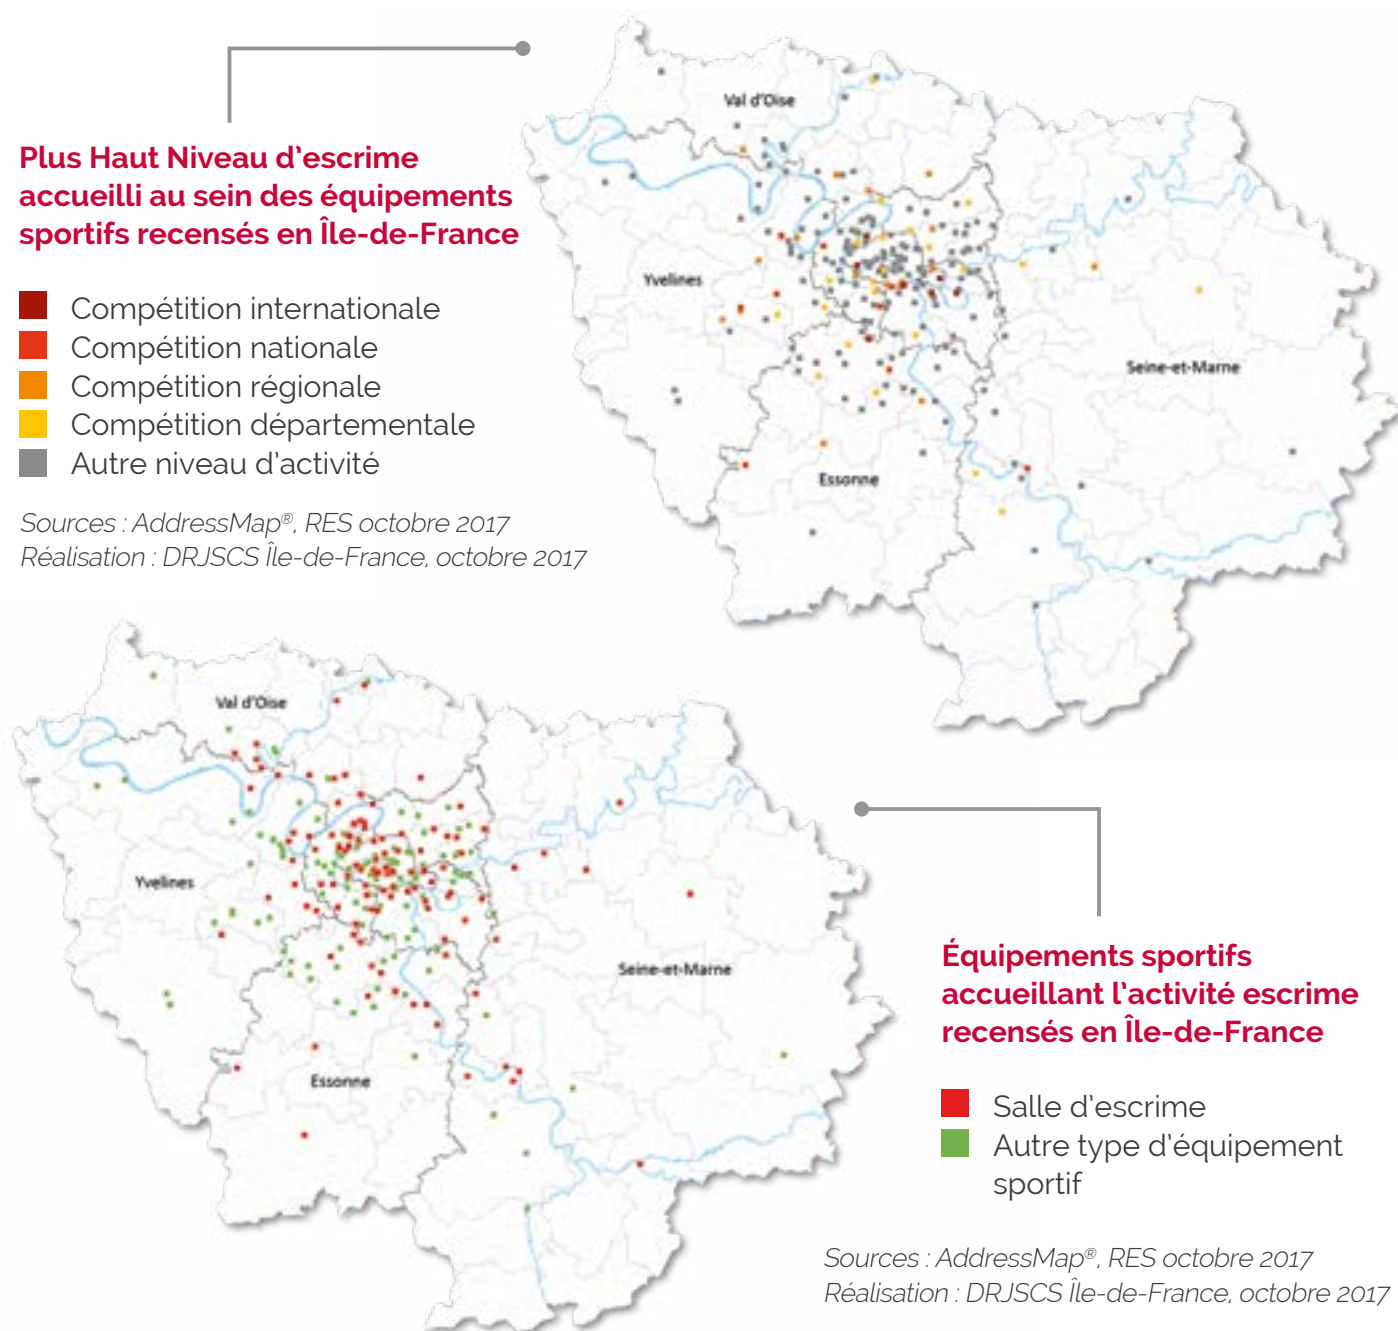 Val d'Oise
Plus Haut Niveau d'escrime
accueilli au sein des équipements
sportifs recensés en Île-de-France
Yvelines
Compétition internationale
Compétition nationale
Compétition régionale
Compétition départementale
Autre niveau d'activité
Seine-et-Marne
Essonne
Sources : AddressMap®, RES octobre 2017
Réalisation : DRJSCS Île-de-France, octobre 2017
Val d'Oise
Yvelines
Seine-et-Marne
Essonne
Équipements sportifs
accueillant l'activité escrime
recensés en Île-de-France
Salle d'escrime
Autre type d'équipement
sportif
Sources : AddressMap®, RES octobre 2017
Réalisation : DRJSCS Île-de-France, octobre 2017